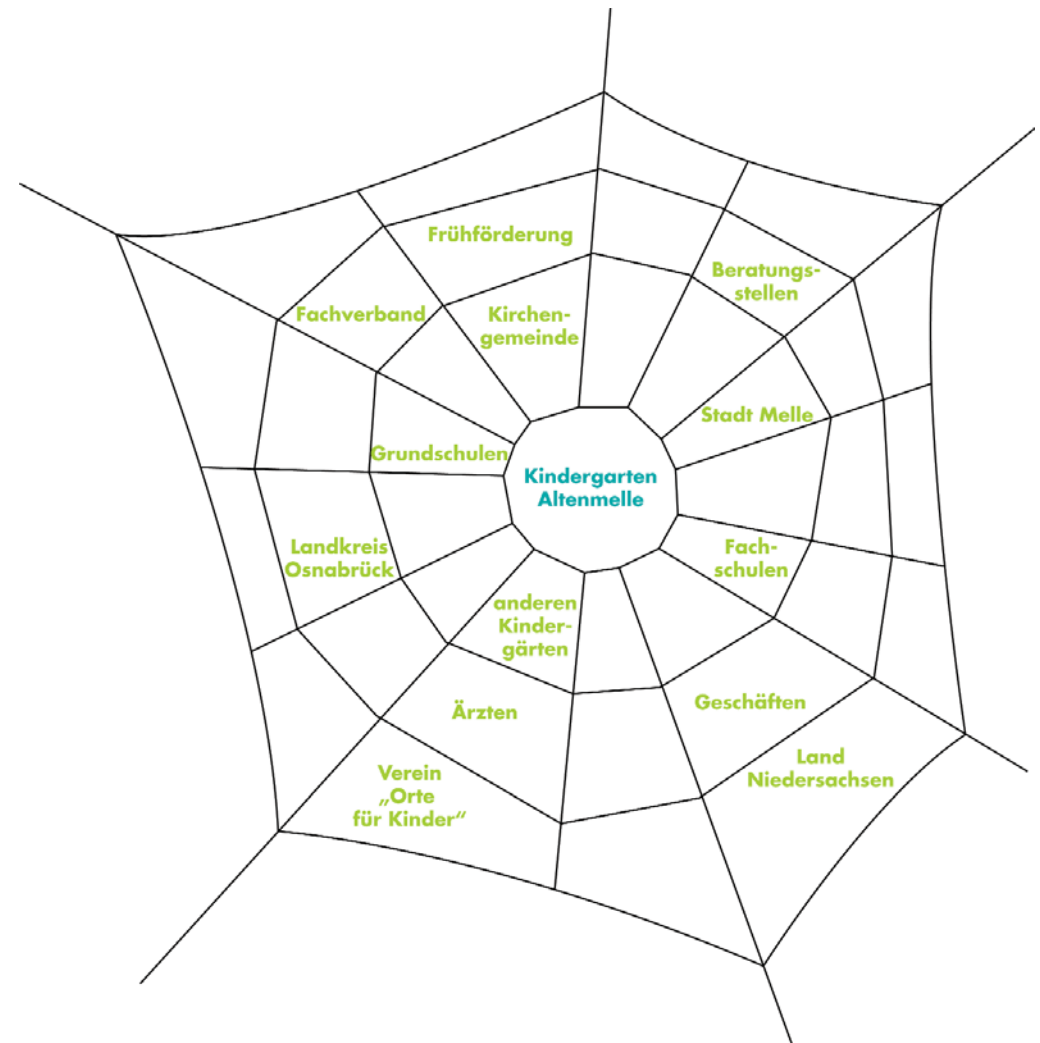 Frühförderung
Beratungs-
stellen
Fachverband
Kirchen-
gemeinde
Stadt Melle
Grundschulen
Kindergarten
Altenmelle
Landkreis
Osnabrück
Fach-
schulen
anderen
Kinder-
gärten
Ärzten
Geschäften
Verein
„Orte
für Kinder“
Land
Niedersachsen